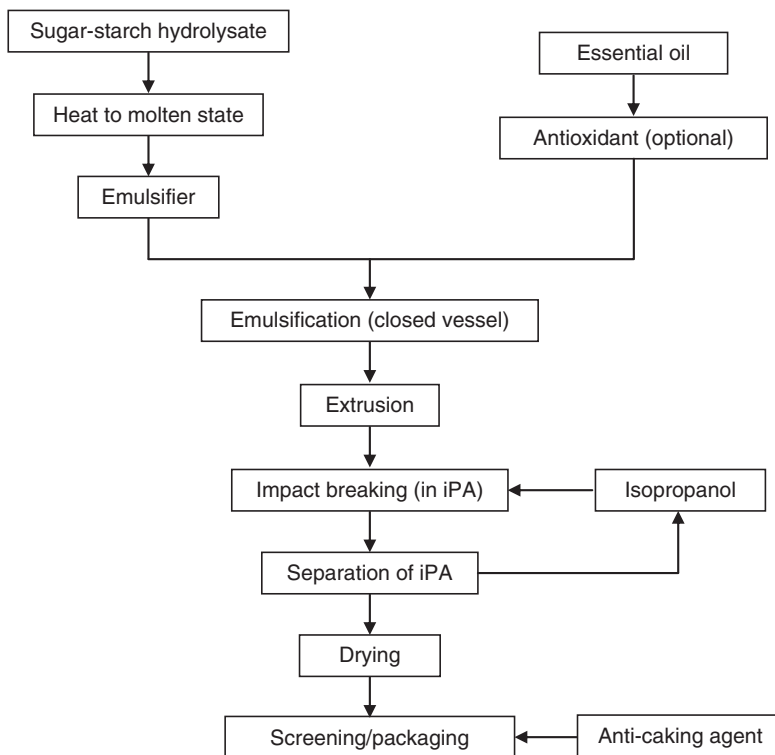 Sugar-starch hydrolysate
Essential oil
Heat to molten state
Antioxidant (optional)
Emulsifier
Emulsification (closed vessel)
Extrusion
Impact breaking (in iPA)
Isopropanol
Separation of iPA
Drying
Screening/packaging
Anti-caking agent